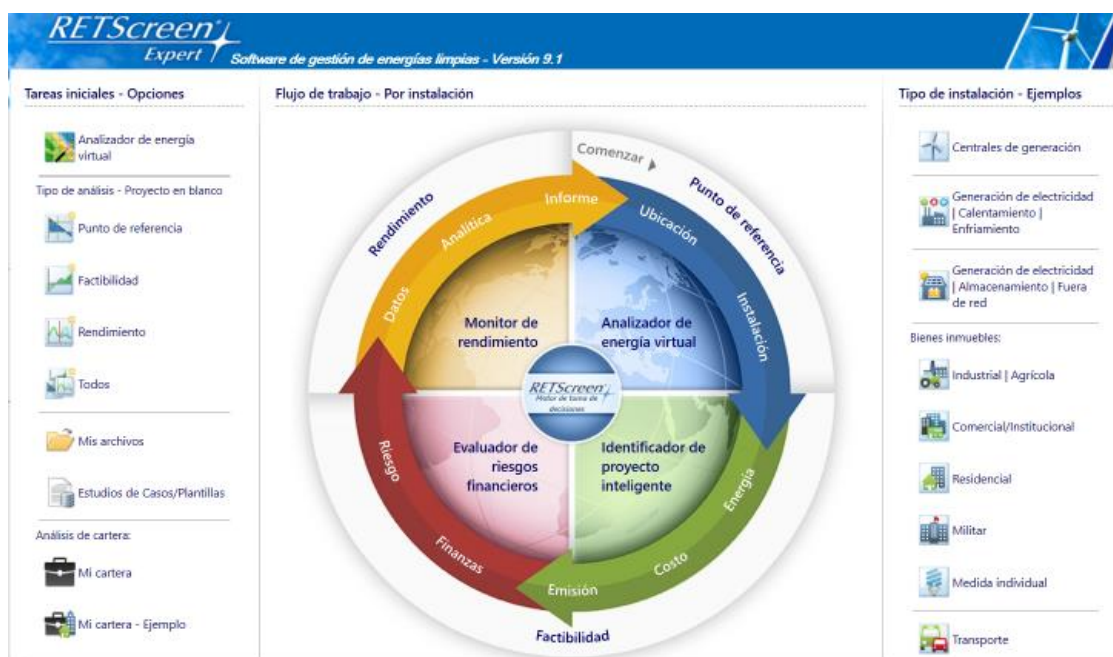 RETScreen
Expert
Software de gestión de energías limpias - Versión 9.1
Tareas iniciales - Opciones
Analizador de energía
virtual
Tipo de análisis - Proyecto en blanco
Punto de referencia
Factibilidad
Rendimiento
Todos
Mis archivos
Estudios de Casos/Plantillas
Análisis de cartera:
Mi cartera
Mi cartera - Ejemplo
Flujo de trabajo - Por instalación
Comenzar
Punto de referencia
Ubicación
Instalación
Analizador de
energía virtual
Energía
Costo
Emisión
Identificador de
proyecto
inteligente
Factibilidad
Finanzas
Riesgo
Evaluador de
riesgos
financieros
Datos
Analítica
Informe
Monitor de
rendimiento
Rendimiento
RETScreen
Motor de toma de
decisiones
Tipo de instalación - Ejemplos
Centrales de generación
Generación de electricidad
| Calentamiento |
Enfriamiento
Generación de electricidad
| Almacenamiento | Fuera
de red
Bienes inmuebles:
Industrial | Agrícola
Comercial/Institucional
Residencial
Militar
Medida individual
Transporte